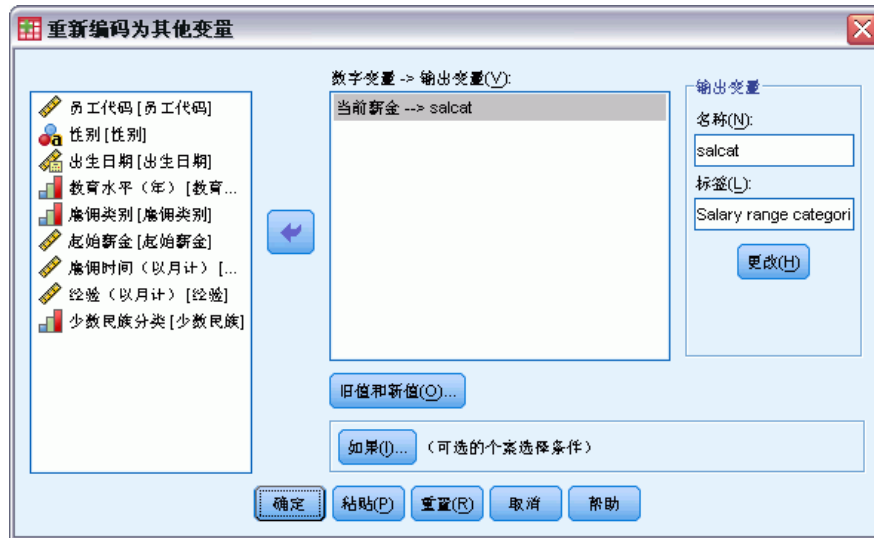 重新编码为其他变量
员工代码 [员工代码]
性别 [性别]
出生日期 [出生日期]
教育水平（年） [教育...
雇佣类别 [雇佣类别]
起始薪金 [起始薪金]
雇佣时间（以月计） [...
经验（以月计） [经验]
少数民族分类 [少数民族]
数字变量 -> 输出变量(V):
当前薪金 --> salcat
输出变量
名称(N):
salcat
标签(L):
Salary range categori
更改(H)
旧值和新值(O)...
如果(I)... （可选的个案选择条件）
确定 粘贴(P) 重置(R) 取消 帮助